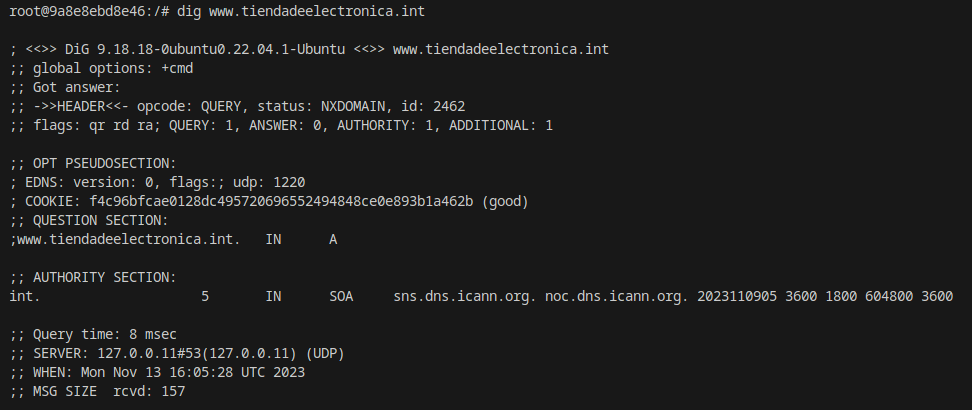 root@9a8e8ebd8e46:/# dig www.tiendadeelectronica.int
; <<>> DiG 9.18.18-0ubuntu0.22.04.1-Ubuntu <<>> www.tiendadeelectronica.int
;; global options: +cmd
;; Got answer:
;; ->>HEADER<<- opcode: QUERY, status: NXDOMAIN, id: 2462
;; flags: qr rd ra; QUERY: 1, ANSWER: 0, AUTHORITY: 1, ADDITIONAL: 1
;; OPT PSEUDOSECTION:
; EDNS: version: 0, flags:; udp: 1220
; COOKIE: f4c96bfcae0128dc495720696552494848ce0e893b1a462b (good)
;; QUESTION SECTION:
;www.tiendadeelectronica.int. IN A
;; AUTHORITY SECTION:
int. 5 IN SOA sns.dns.icann.org. noc.dns.icann.org. 2023110905 3600 1800 604800 3600
;; Query time: 8 msec
;; SERVER: 127.0.0.11#53(127.0.0.11) (UDP)
;; WHEN: Mon Nov 13 16:05:28 UTC 2023
;; MSG SIZE rcvd: 157